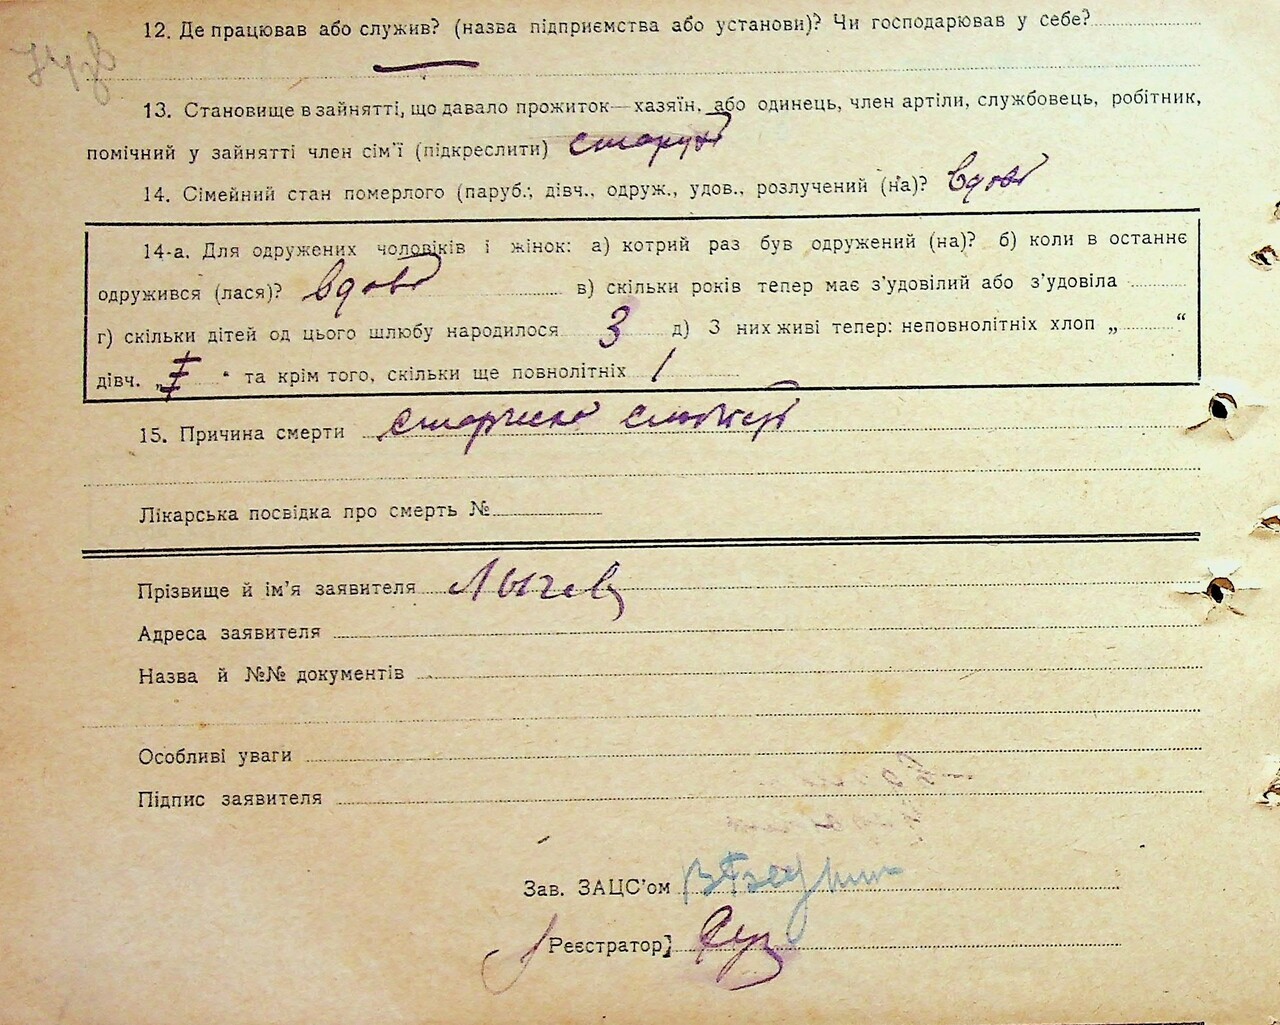 12. Де працював або служив? (назва підприємства або установи)? Чи господарював у себе?
13. Становище в зайнятті, що давало прожиток—хазяїн, або одинець, член артілі, службовець, робітник,
помічний у зайнятті член сім'ї (підкреслити)
14. Сімейний стан померлого (паруб., дівч., одруж., удов., розлучений (на)? вдова
14-а. Для одружених чоловіків і жінок: а) котрий раз був одружений (на)? б) коли в останнє
одружився (лася)? вдова в) скільки років тепер має з'удовілий або з'удовіла
г) скільки дітей од цього шлюбу народилося 3 д) З них живі тепер: неповнолітніх хлоп „ “
дівч. „ “ та крім того, скільки ще повнолітніх 1
15. Причина смерти
Лікарська посвідка про смерть №
Прізвище й ім'я заявителя Лычев
Адреса заявителя
Назва й №№ документів
Особливі уваги
Підпис заявителя
Зав. ЗАЦС'ом
Реєстратор